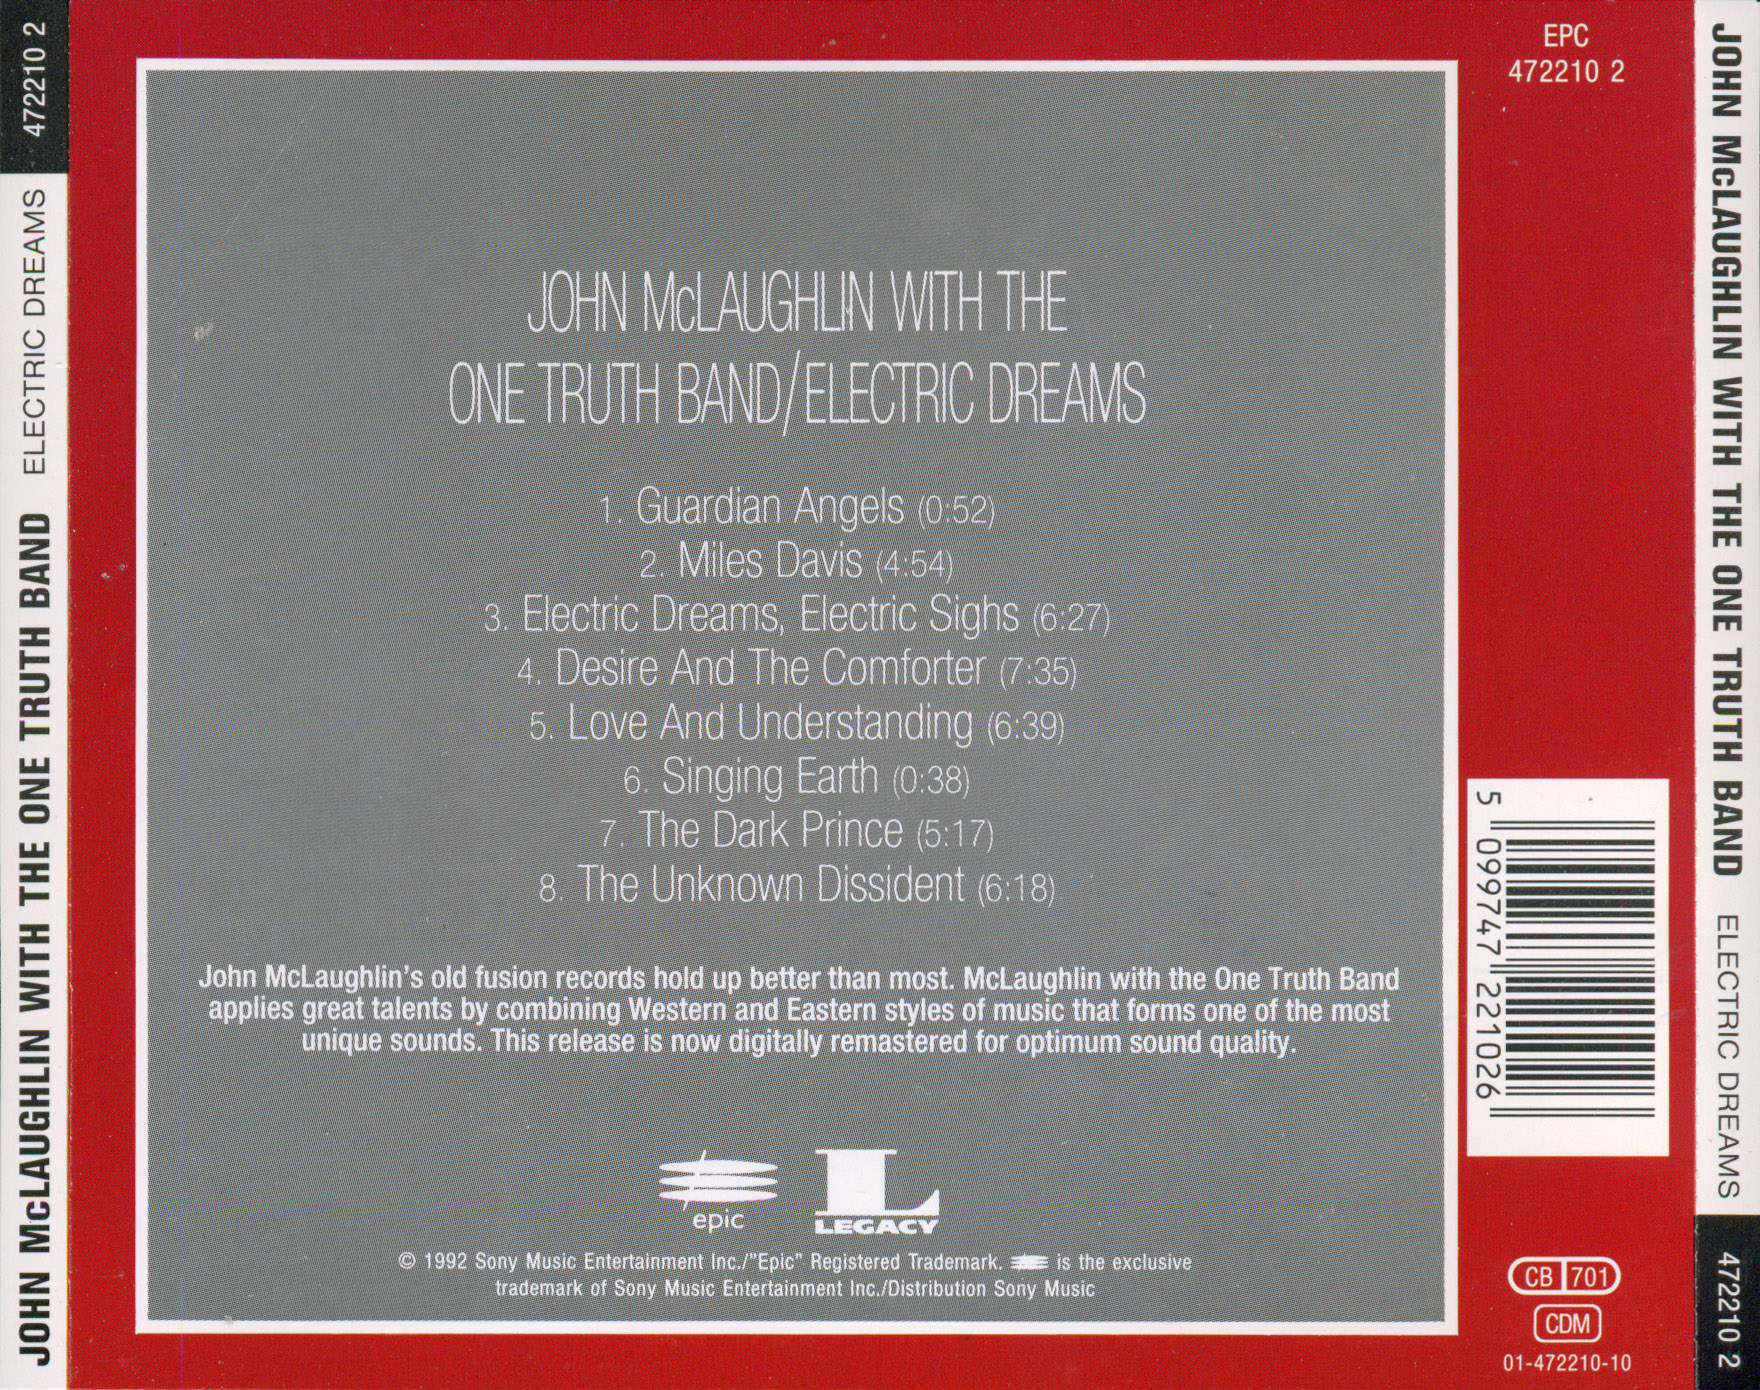 472210 2
ELECTRIC DREAMS
JOHN McLAUGHLIN WITH THE ONE TRUTH BAND
JOHN McLAUGHLIN WITH THE
ONE TRUTH BAND/ELECTRIC DREAMS
1. Guardian Angels (0:52)
2. Miles Davis (4:54)
3. Electric Dreams, Electric Sighs (6:27)
4. Desire And The Comforter (7:35)
5. Love And Understanding (6:39)
6. Singing Earth (0:38)
7. The Dark Prince (5:17)
8. The Unknown Dissident (6:18)
John McLaughlin's old fusion records hold up better than most. McLaughlin with the One Truth Band
applies great talents by combining Western and Eastern styles of music that forms one of the most
unique sounds. This release is now digitally remastered for optimum sound quality.
epic
L
LEGACY
© 1992 Sony Music Entertainment Inc./"Epic" Registered Trademark. is the exclusive
trademark of Sony Music Entertainment Inc./Distribution Sony Music
EPC
472210 2
5 099747 221026
CB 701
CDM
01-472210-10
JOHN McLAUGHLIN WITH THE ONE TRUTH BAND
ELECTRIC DREAMS
472210 2